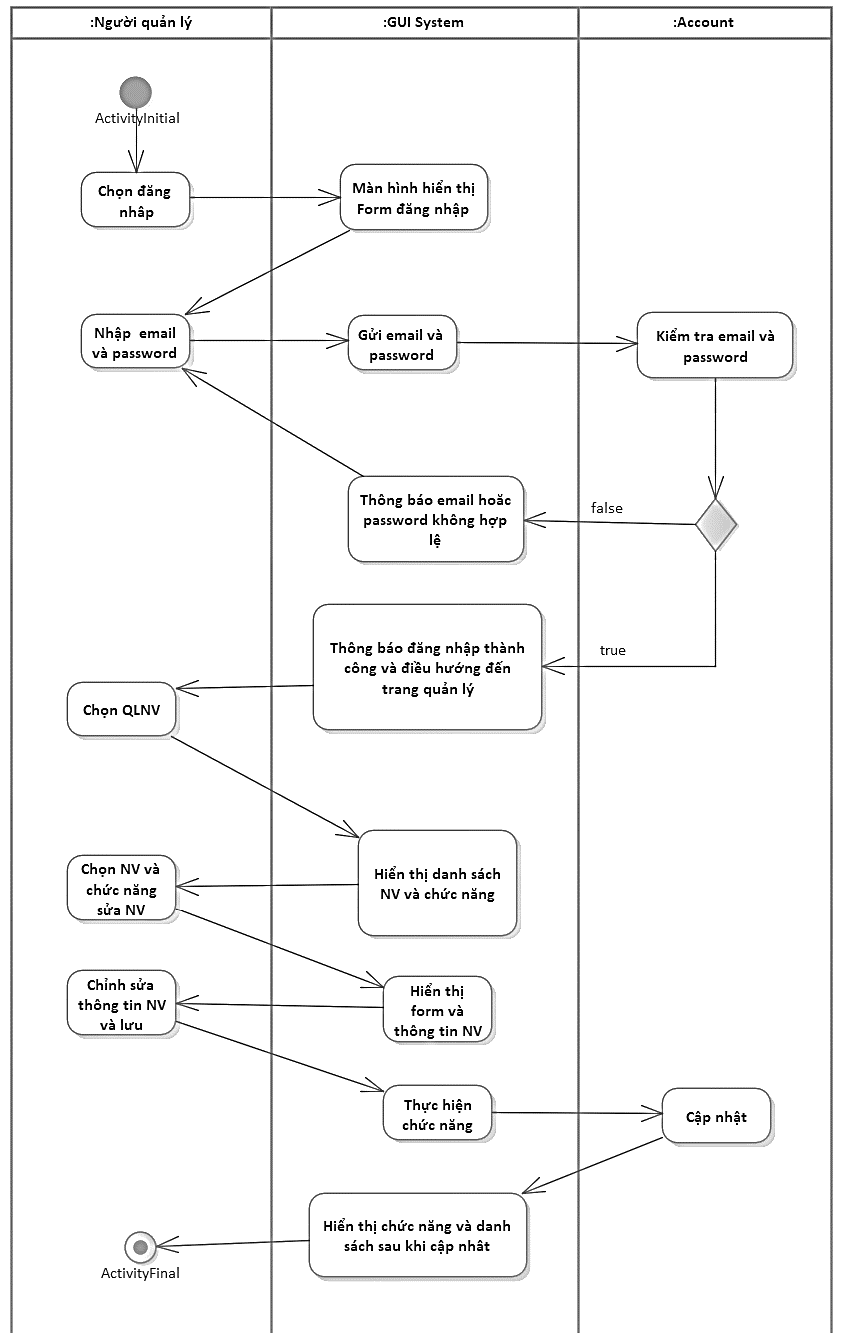 :Người quản lý
:GUI System
:Account
ActivityInitial
Chọn đăng
nhâp
Màn hình hiển thị
Form đăng nhập
Nhập email
và password
Gửi email và
password
Kiểm tra email và
password
Thông báo email hoăc
password không hợp
lệ
false
Thông báo đăng nhập thành
công và điều hướng đến
trang quản lý
true
Chọn QLNV
Hiển thị danh sách
NV và chức năng
Chọn NV và
chức năng
sửa NV
Hiển thị
form và
thông tin NV
Chỉnh sửa
thông tin NV
và lưu
Thực hiện
chức năng
Cập nhật
Hiển thị chức năng và danh
sách sau khi cập nhât
ActivityFinal